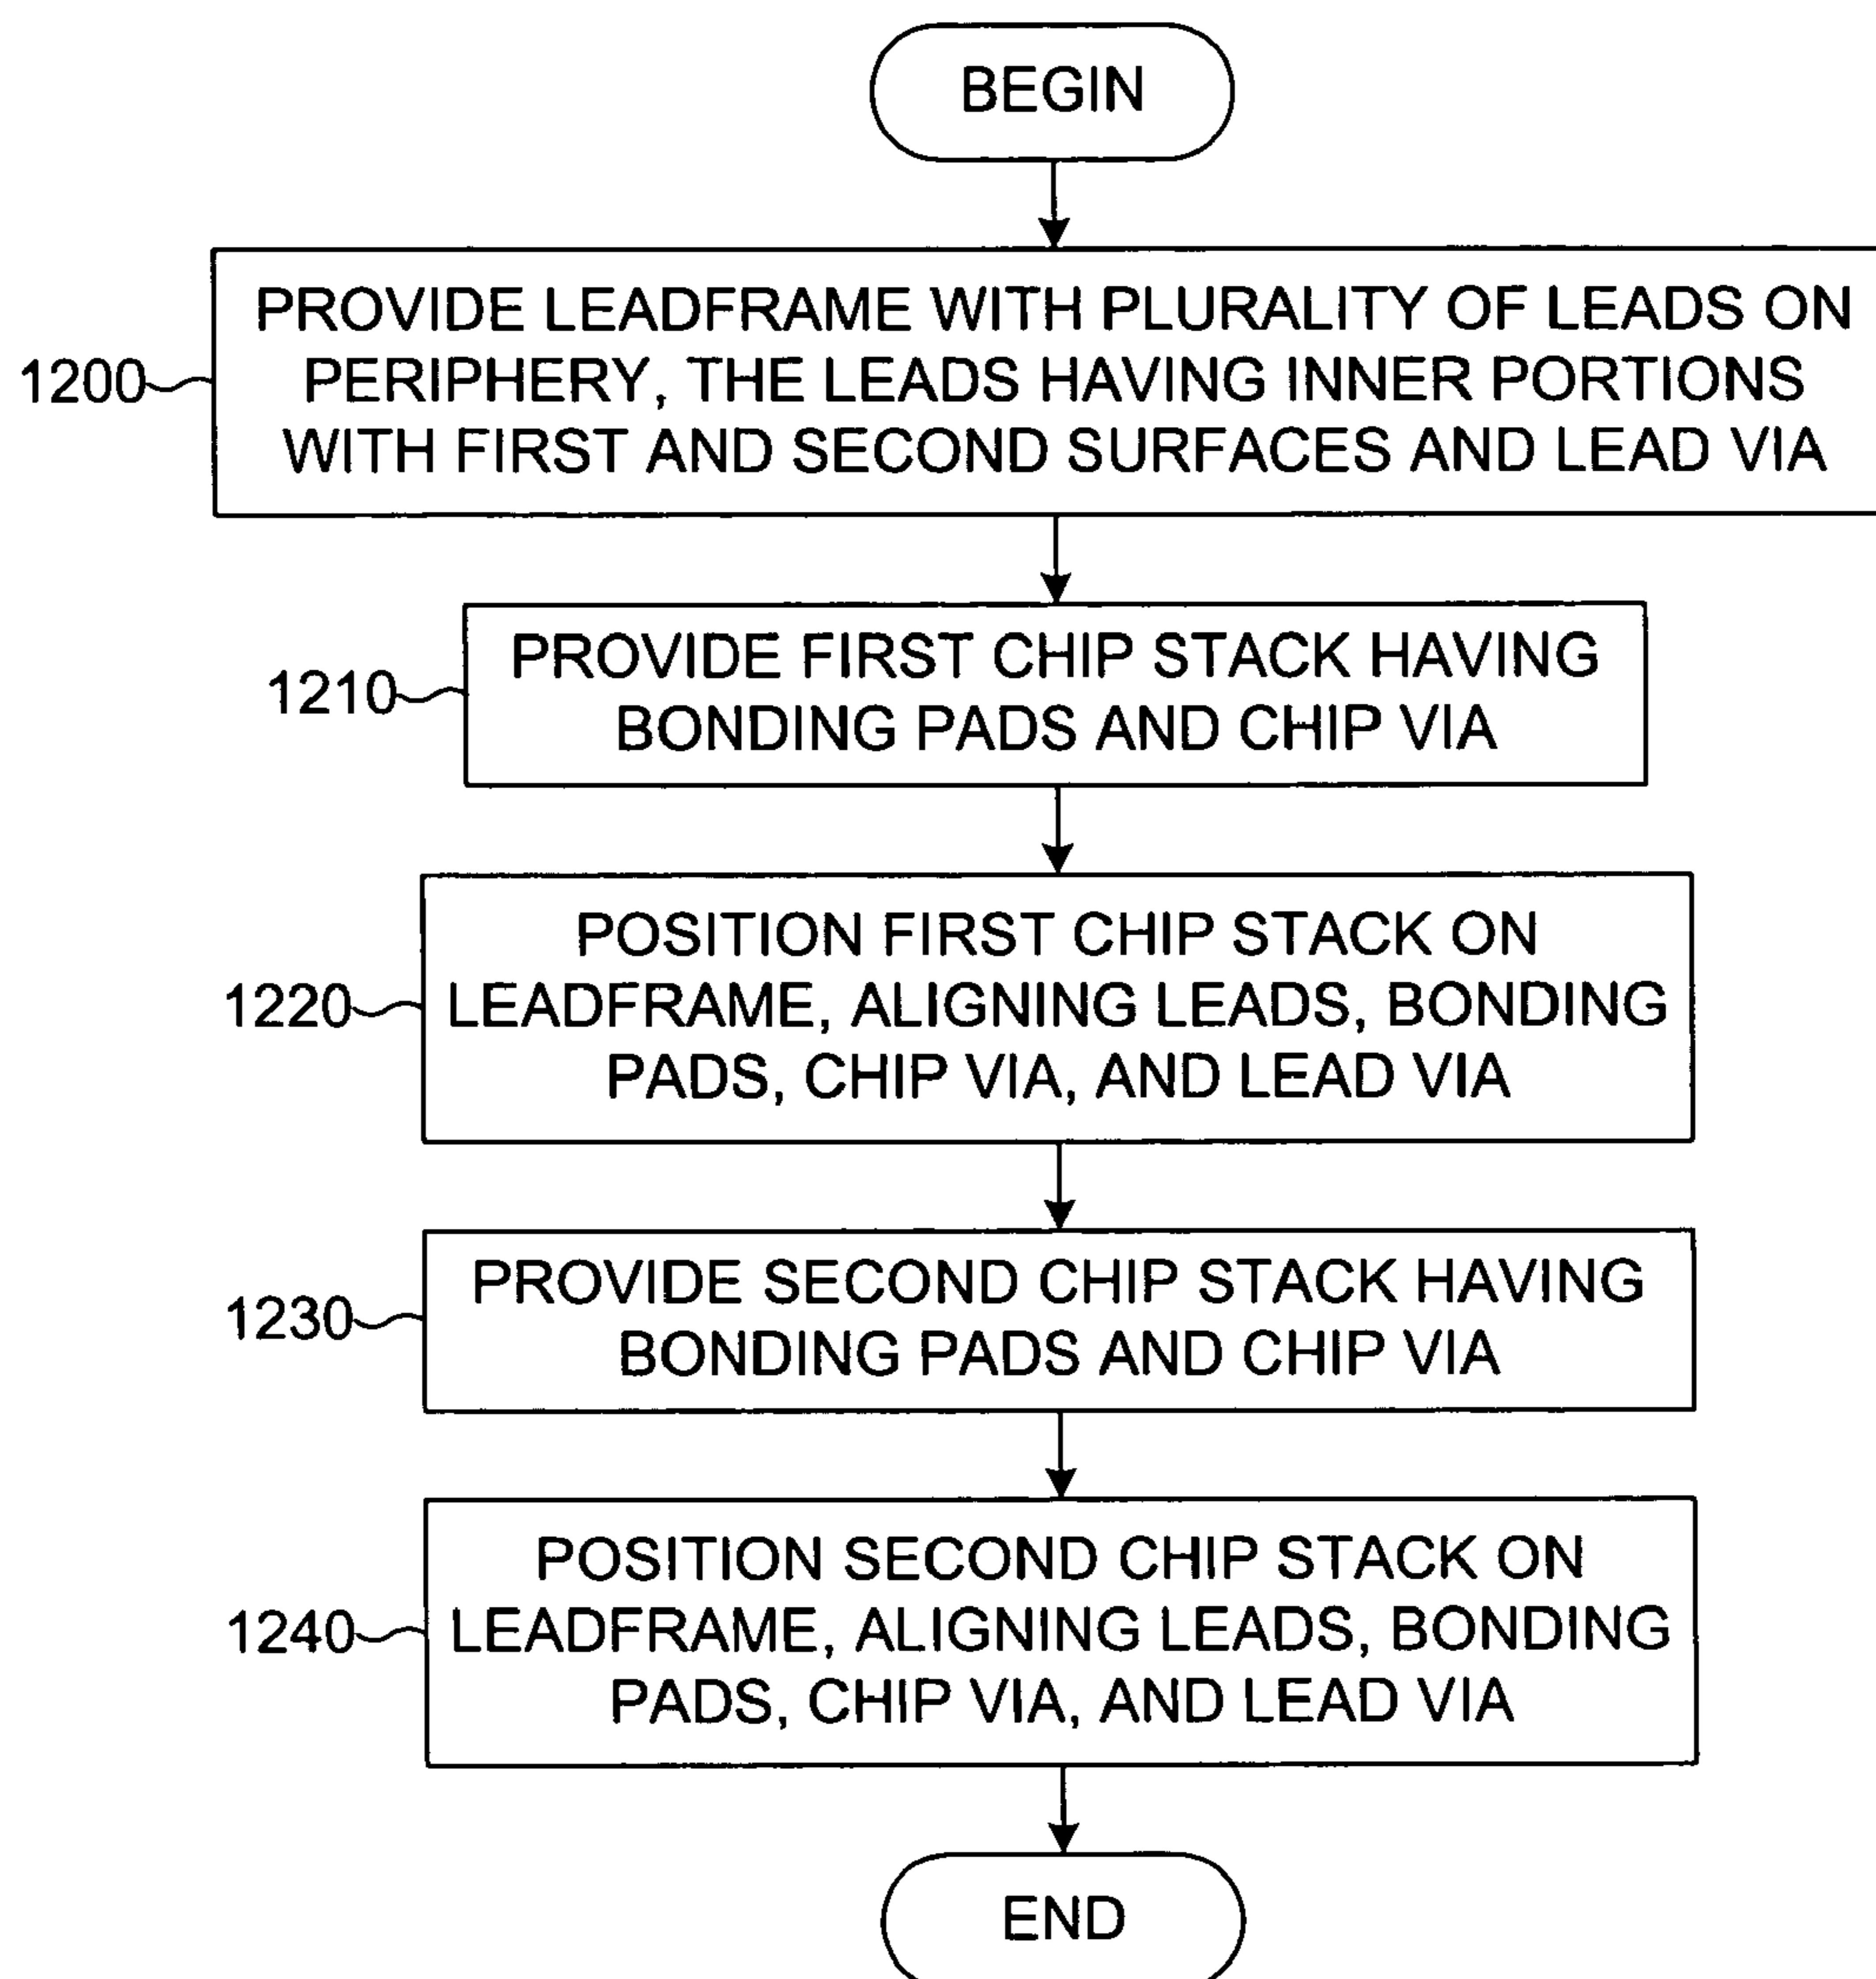 BEGIN
1200
PROVIDE LEADFRAME WITH PLURALITY OF LEADS ON
PERIPHERY, THE LEADS HAVING INNER PORTIONS
WITH FIRST AND SECOND SURFACES AND LEAD VIA
1210
PROVIDE FIRST CHIP STACK HAVING
BONDING PADS AND CHIP VIA
1220
POSITION FIRST CHIP STACK ON
LEADFRAME, ALIGNING LEADS, BONDING
PADS, CHIP VIA, AND LEAD VIA
1230
PROVIDE SECOND CHIP STACK HAVING
BONDING PADS AND CHIP VIA
1240
POSITION SECOND CHIP STACK ON
LEADFRAME, ALIGNING LEADS, BONDING
PADS, CHIP VIA, AND LEAD VIA
END